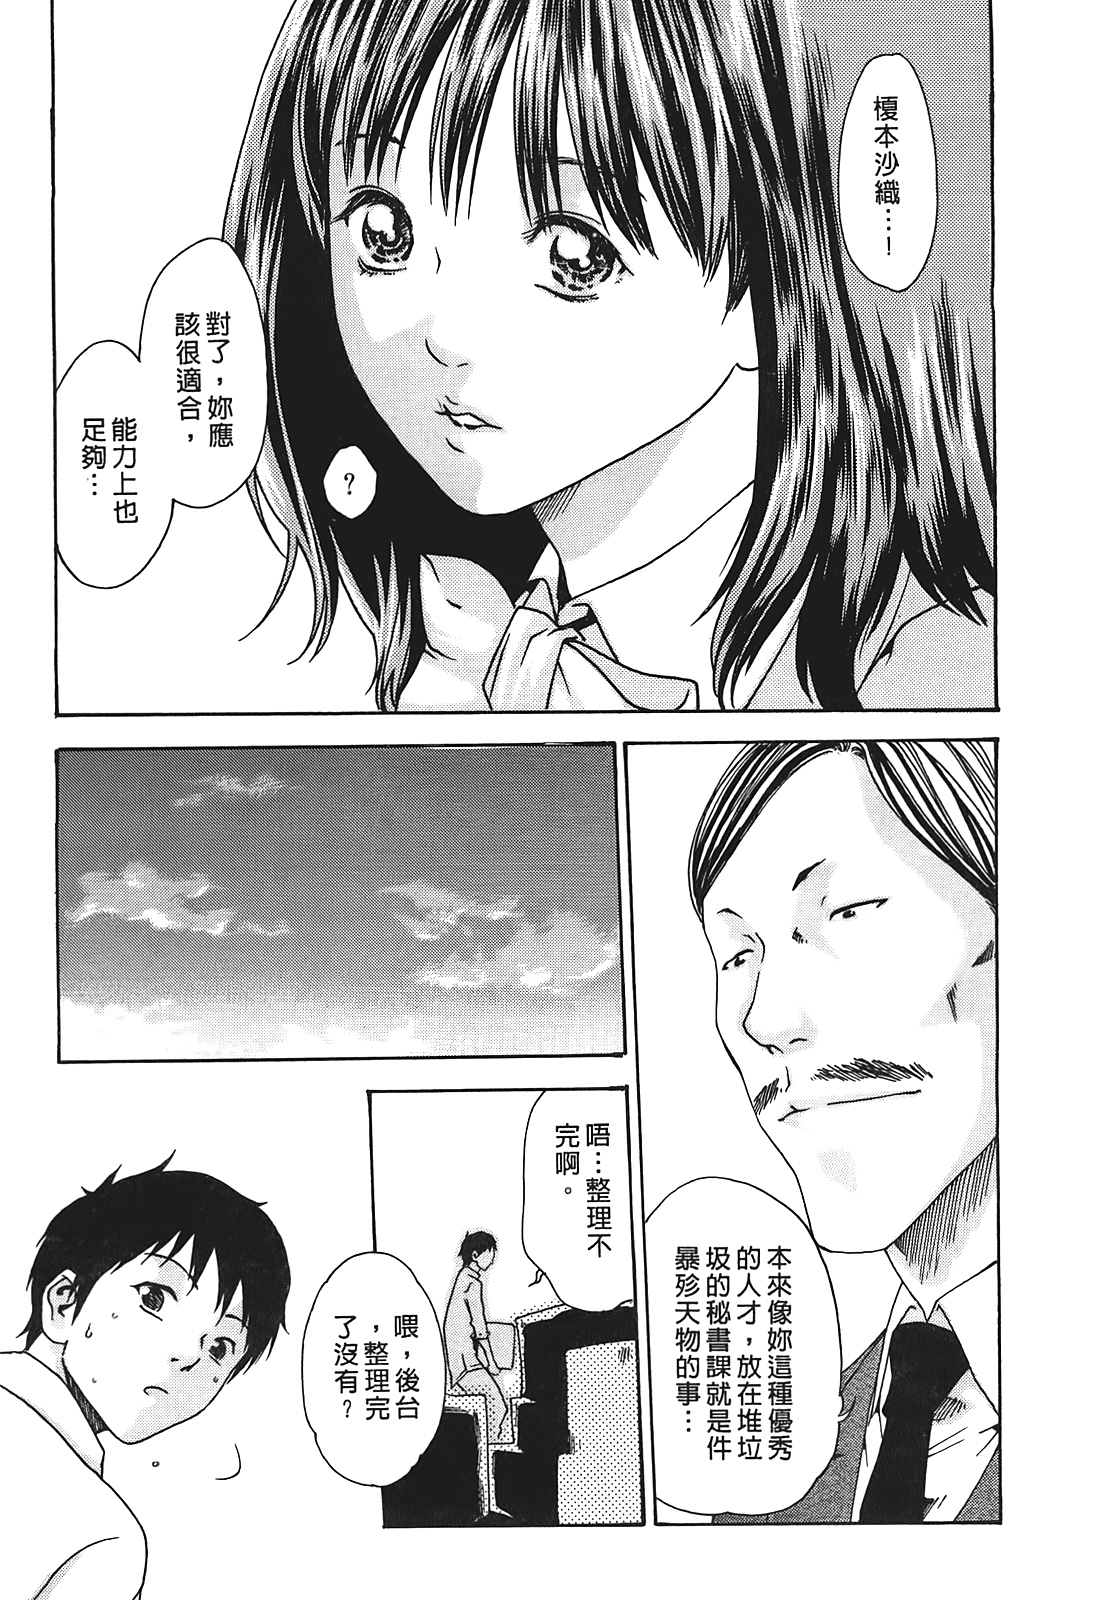 榎本沙織…！
對了，妳應
該很適合，
能力上也
足夠…
？
本來像妳這種優秀
的人才，放在堆垃
圾的秘書課就是件
暴殄天物的事…
唔…整理不
完啊。
喂，後台
，整理完
了沒有？